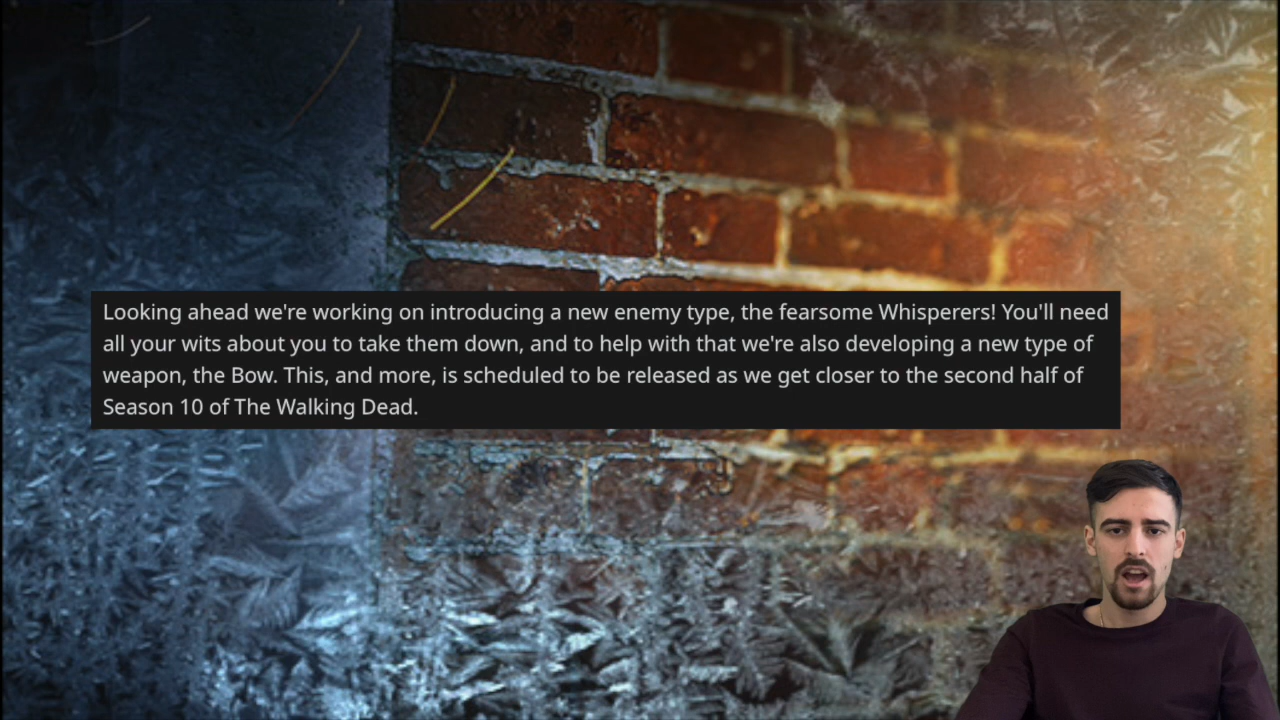 Looking ahead we're working on introducing a new enemy type, the fearsome Whisperers! You'll need
all your wits about you to take them down, and to help with that we're also developing a new type of
weapon, the Bow. This, and more, is scheduled to be released as we get closer to the second half of
Season 10 of The Walking Dead.